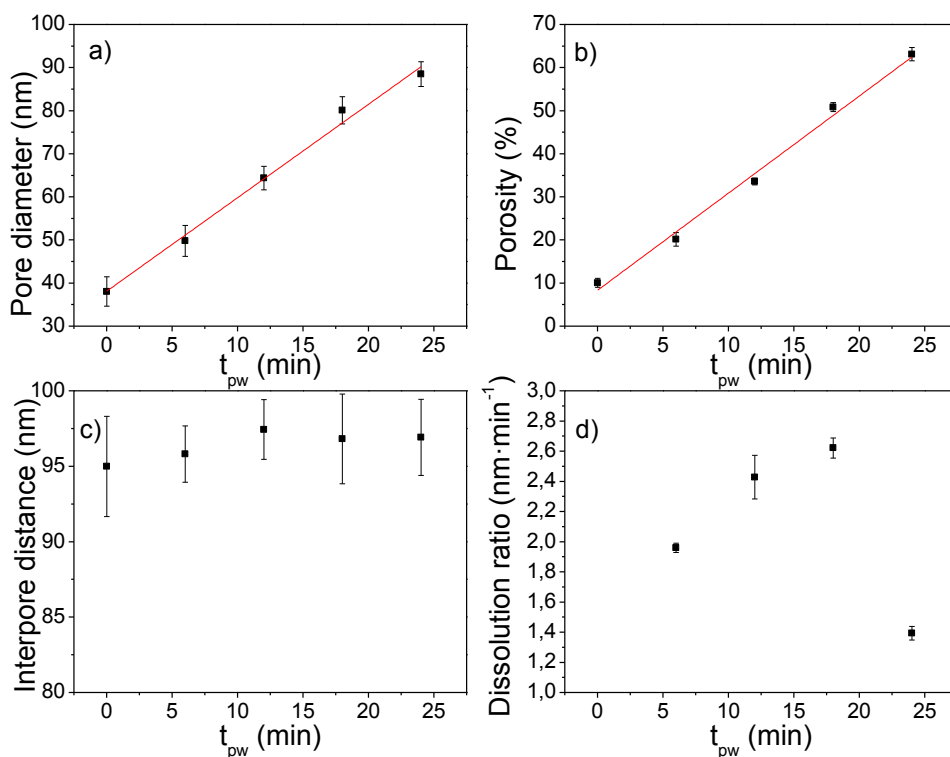 a)
Pore diameter (nm)
100
90
80
70
60
50
40
30
0 5 10 15 20 25
t_pw (min)
b)
Porosity (%)
70
60
50
40
30
20
10
0
0 5 10 15 20 25
t_pw (min)
c)
Interpore distance (nm)
100
95
90
85
80
0 5 10 15 20 25
t_pw (min)
d)
Dissolution ratio (nm·min⁻¹)
3,0
2,8
2,6
2,4
2,2
2,0
1,8
1,6
1,4
1,2
1,0
0 5 10 15 20 25
t_pw (min)